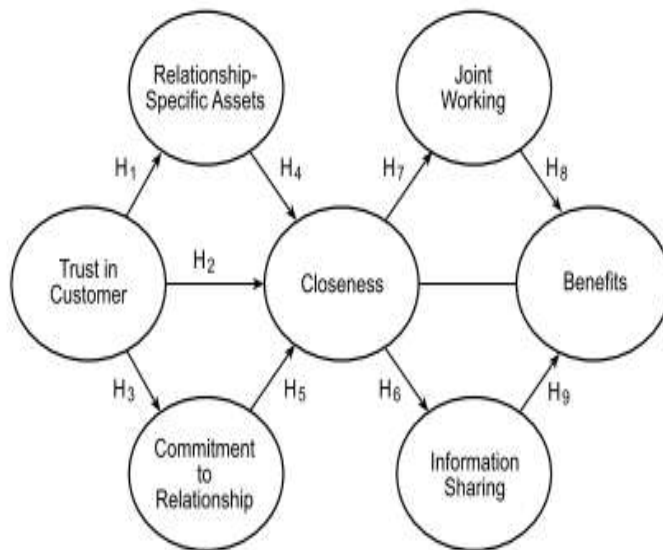 Relationship-
Specific Assets
Joint
Working
H1
H4
H7
H8
Trust in
Customer
H2
Closeness
Benefits
H3
H5
H6
H9
Commitment
to
Relationship
Information
Sharing